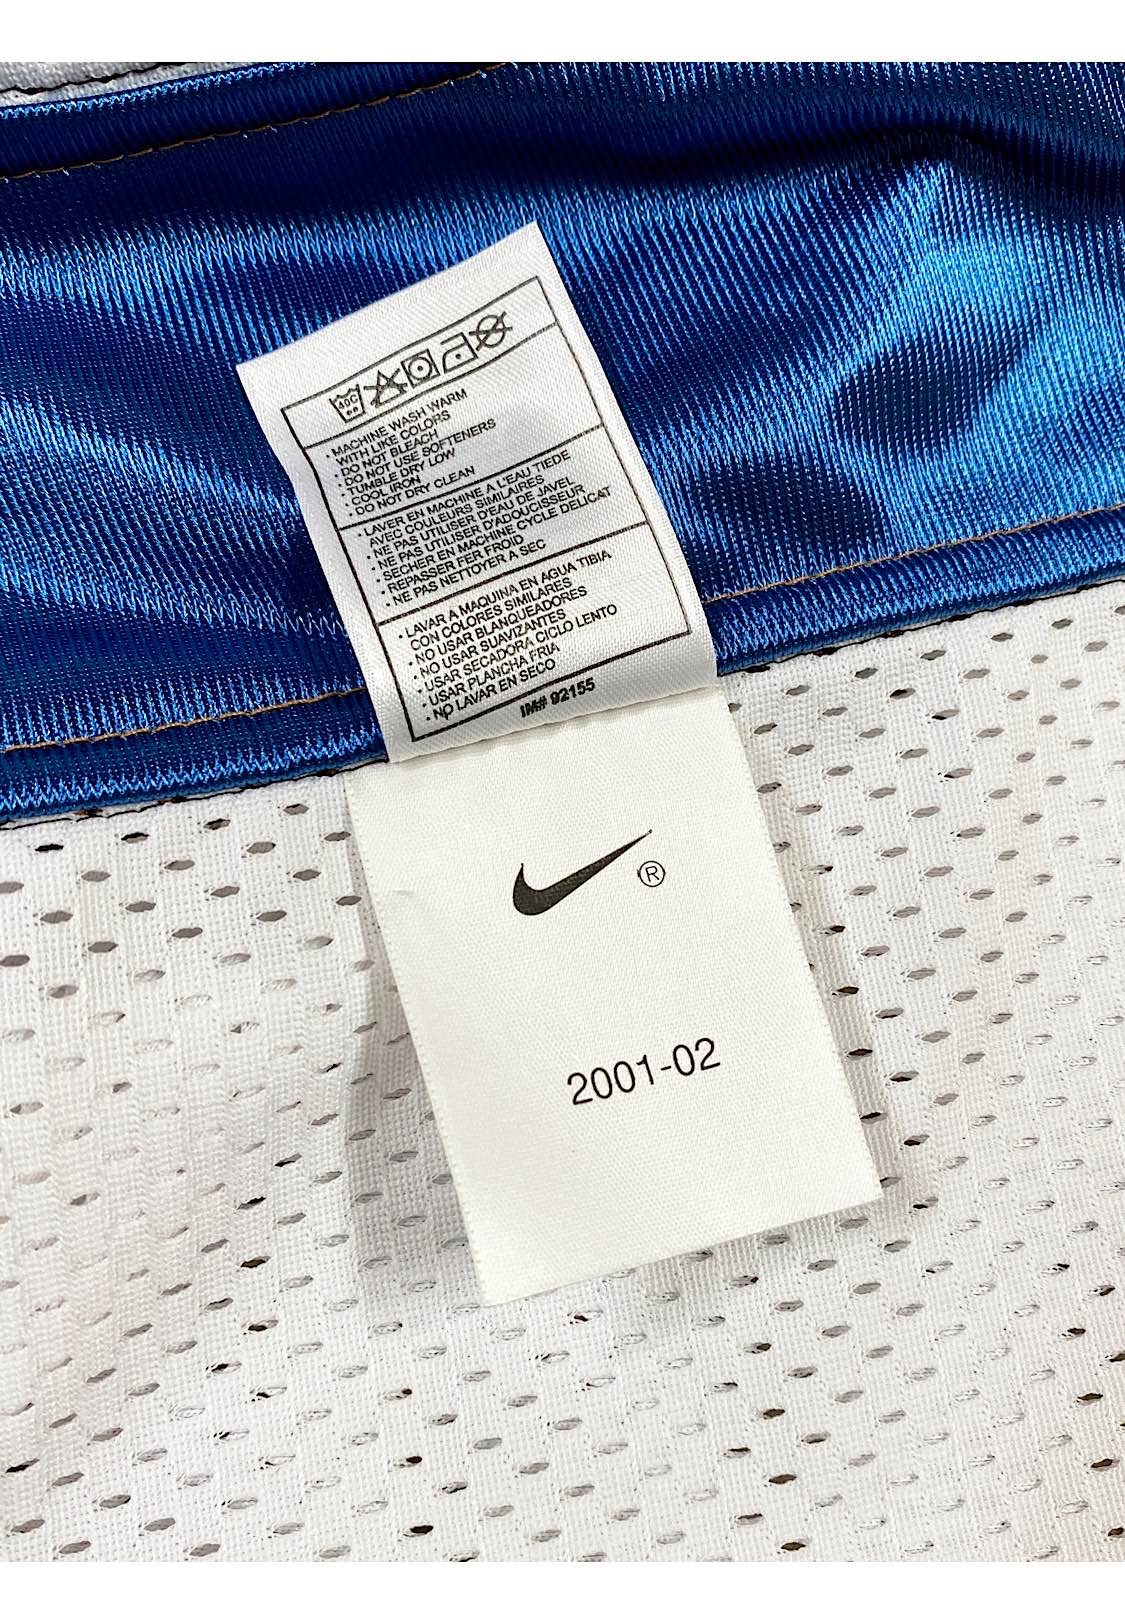 40C
· MACHINE WASH WARM
WITH LIKE COLORS
· DO NOT BLEACH
· DO NOT USE SOFTENERS
· TUMBLE DRY LOW
· COOL IRON
· DO NOT DRY CLEAN
· LAVER EN MACHINE A L'EAU TIEDE
AVEC COULEURS SIMILAIRES
· NE PAS UTILISER D'EAU DE JAVEL
· NE PAS UTILISER D'ADOUCISSEUR
· SECHER EN MACHINE CYCLE DELICAT
· REPASSER FER FROID
· NE PAS NETTOYER A SEC
· LAVAR A MAQUINA EN AGUA TIBIA
CON COLORES SIMILARES
· NO USAR BLANQUEADORES
· NO USAR SUAVIZANTES
· USAR SECADORA CICLO LENTO
· USAR PLANCHA FRIA
· NO LAVAR EN SECO
IM# 92155
®
2001-02